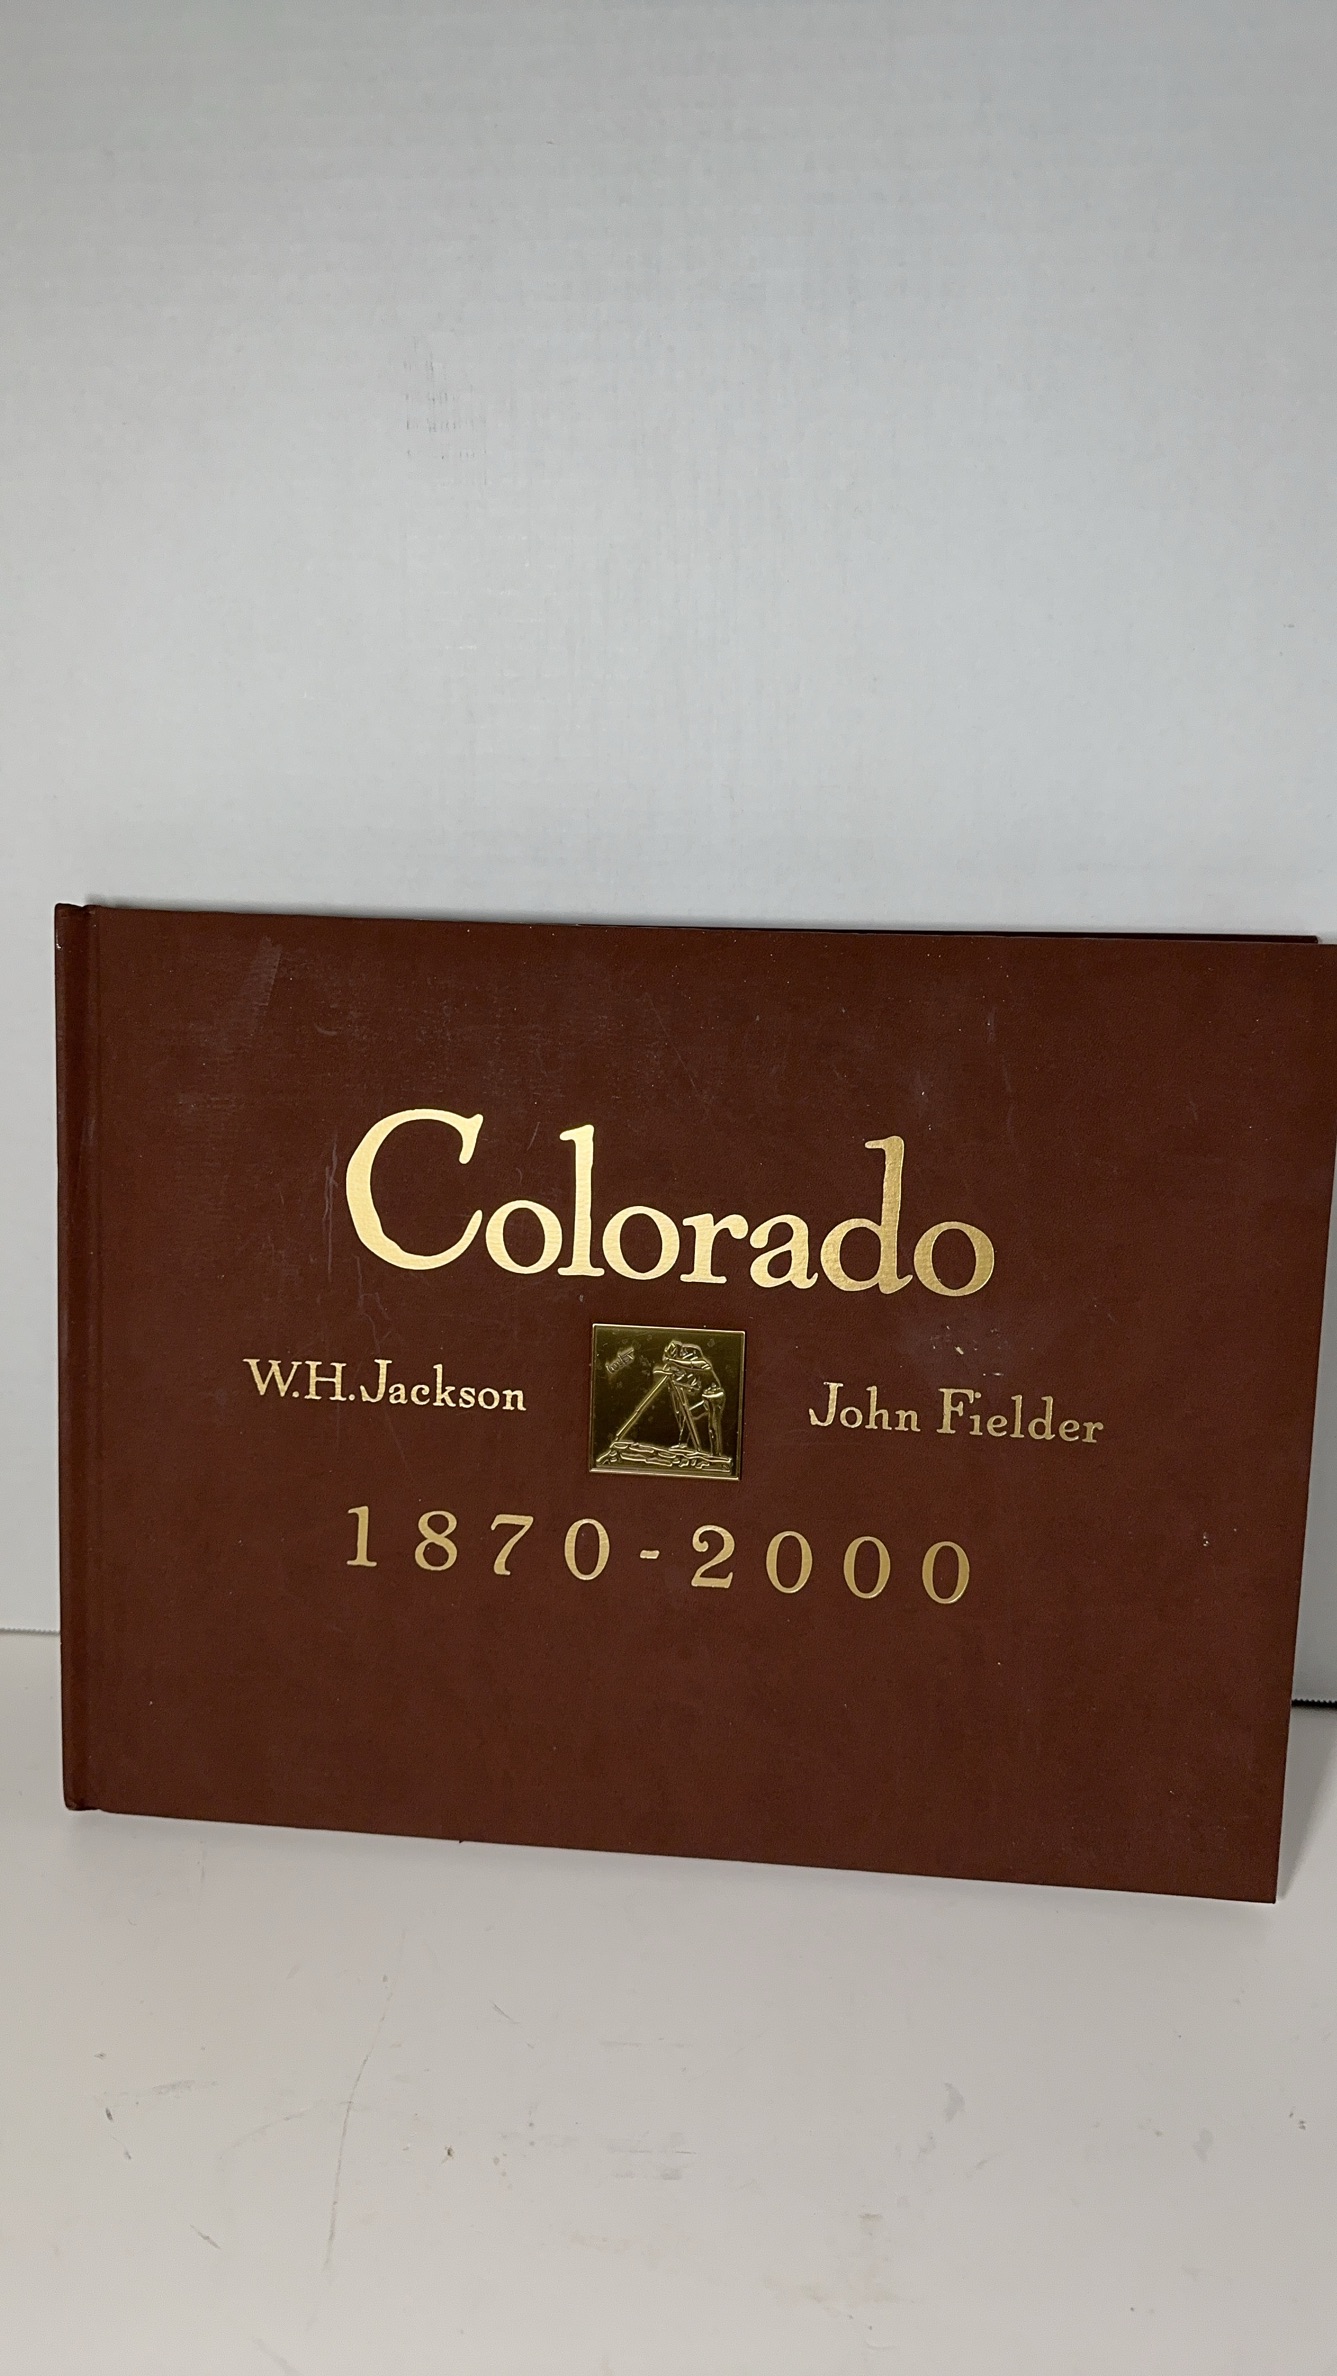 Colorado
W.H. Jackson
John Fielder
1870-2000